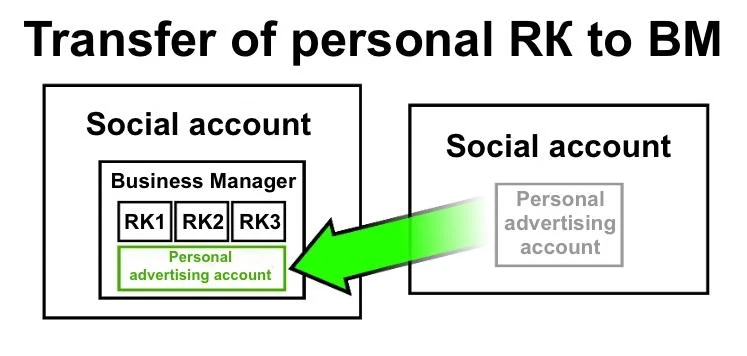 Transfer of personal RK to BM
Social account
Business Manager
RK1 RK2 RK3
Personal
advertising account
Social account
Personal
advertising
account